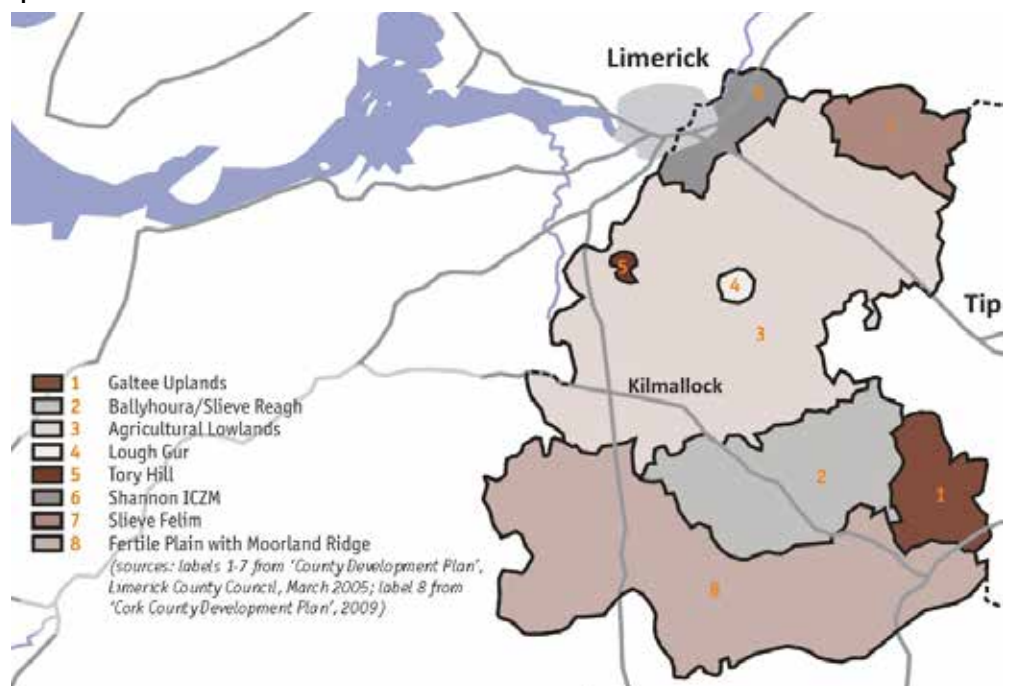 Limerick
6
7
5
4
Tip
3
Kilmallock
1 Galtee Uplands
2 Ballyhoura/Slieve Reagh
3 Agricultural Lowlands
4 Lough Gur
5 Tory Hill
6 Shannon ICZM
7 Slieve Felim
8 Fertile Plain with Moorland Ridge
(sources: labels 1-7 from ‘County Development Plan’,
Limerick County Council, March 2005; label 8 from
‘Cork County Development Plan’, 2009)
2
1
8